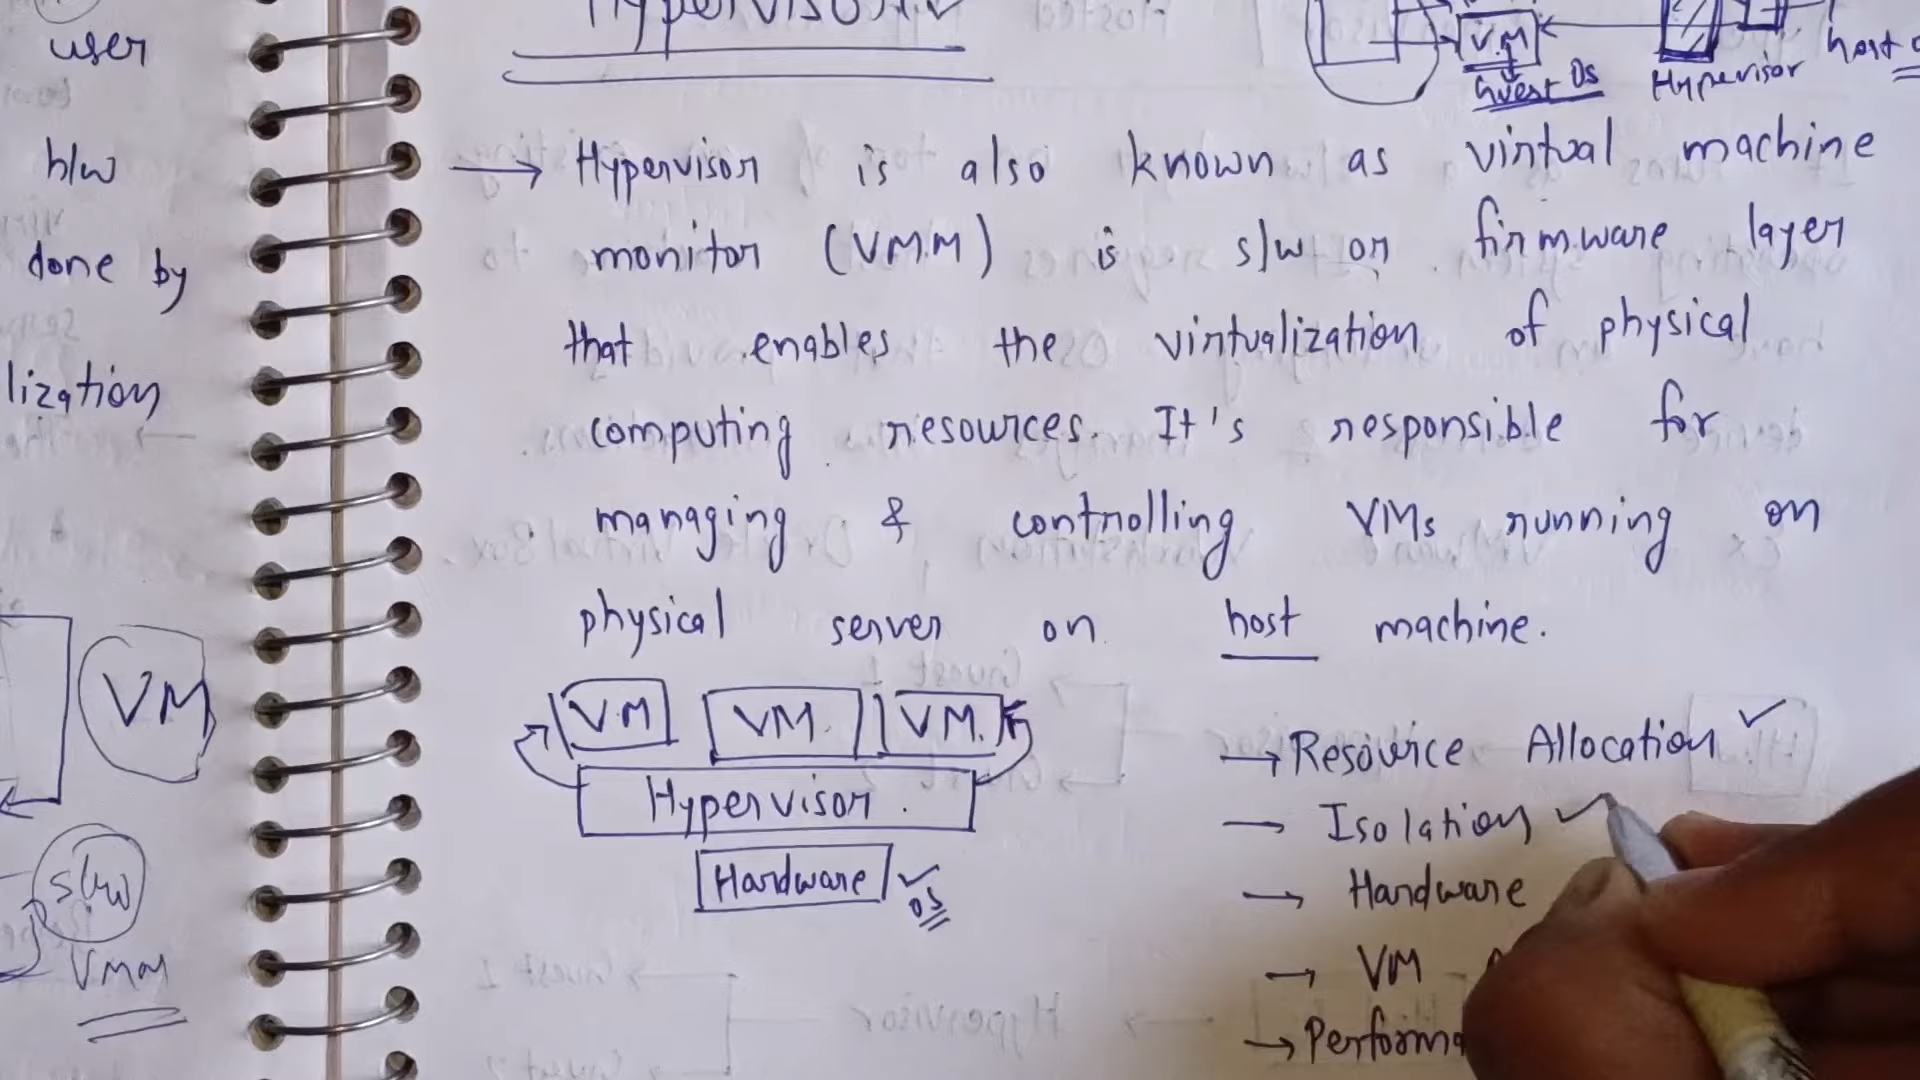 user
h/w
done by
lization
VM
s/w
VMM
Hypervisor
VM
Guest Os
Hypervisor
host
→ Hypervisor is also known as virtual machine
monitor (VMM) is s/w or firmware layer
that enables the virtualization of physical
computing resources. It's responsible for
managing & controlling VMs running on
physical server on host machine.
VM VM VM
Hypervisor
Hardware
OS
→ Resource Allocation ✓
→ Isolation ✓
→ Hardware
→ VM
→ Performa